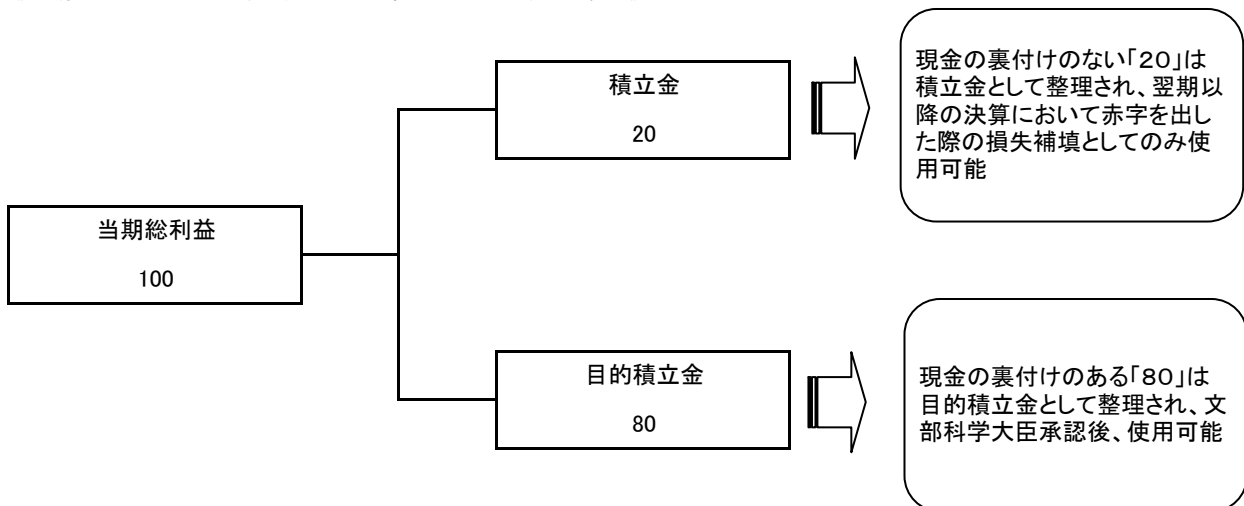 当期総利益
100
積立金
20
現金の裏付けのない「20」は
積立金として整理され、翌期以
降の決算において赤字を出し
た際の損失補填としてのみ使
用可能
目的積立金
80
現金の裏付けのある「80」は
目的積立金として整理され、文
部科学大臣承認後、使用可能